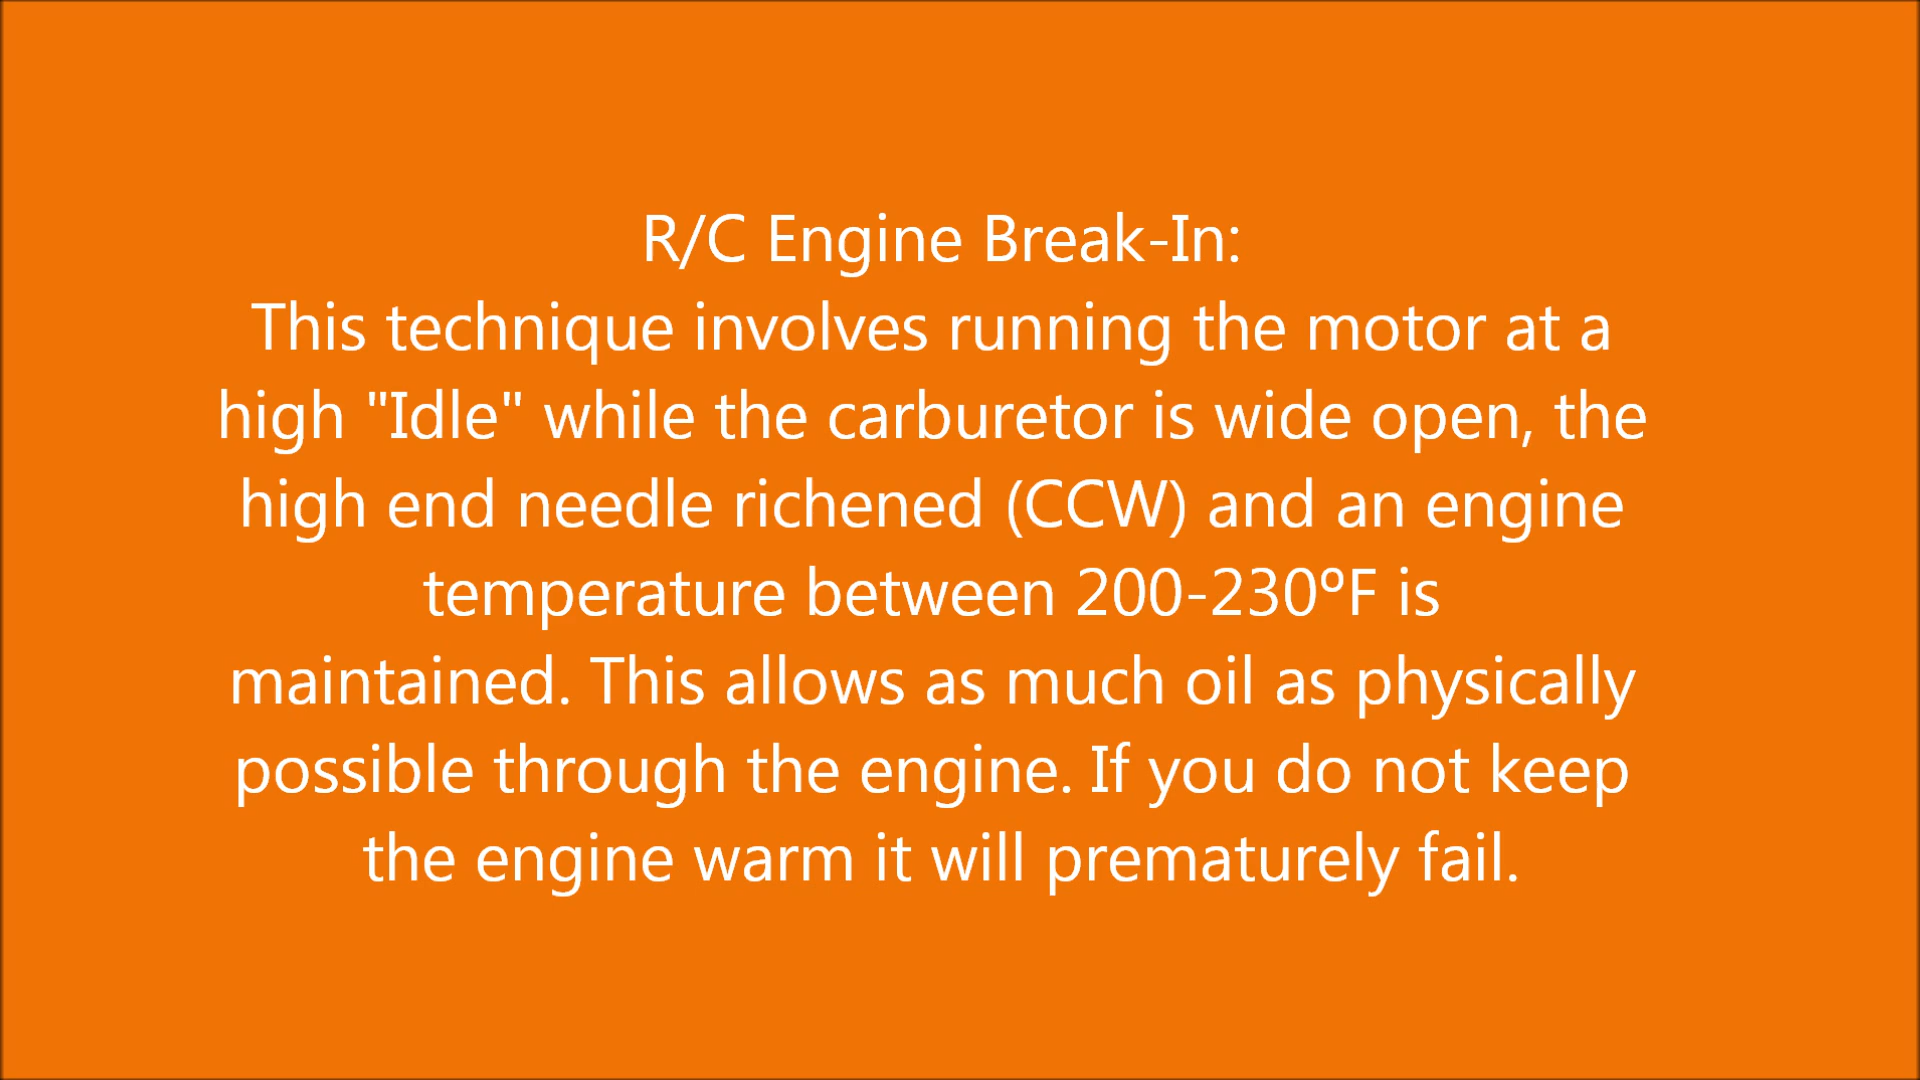 R/C Engine Break-In:
This technique involves running the motor at a
high "Idle" while the carburetor is wide open, the
high end needle richened (CCW) and an engine
temperature between 200-230ºF is
maintained. This allows as much oil as physically
possible through the engine. If you do not keep
the engine warm it will prematurely fail.